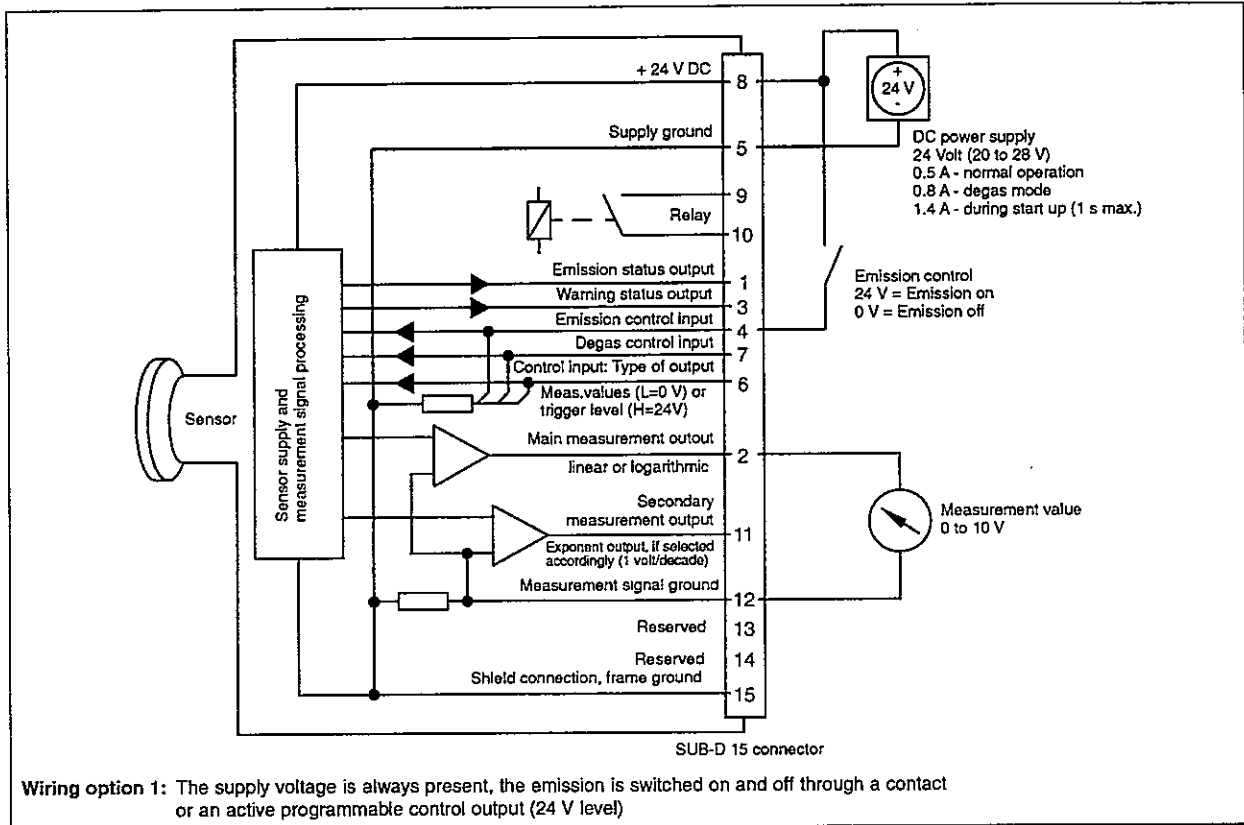 + 24 V DC
8
+
24 V
-
Supply ground
5
DC power supply
24 Volt (20 to 28 V)
0.5 A - normal operation
0.8 A - degas mode
1.4 A - during start up (1 s max.)
9
Relay
10
Emission status output
1
Warning status output
3
Emission control input
4
Degas control input
7
Control input: Type of output
6
Meas.values (L=0 V) or
trigger level (H=24V)
Emission control
24 V = Emission on
0 V = Emission off
Sensor
Sensor supply and
measurement signal processing
Main measurement outout
2
linear or logarithmic
Secondary
measurement output
11
Exponent output, if selected
accordingly (1 volt/decade)
Measurement value
0 to 10 V
Measurement signal ground
12
Reserved
13
Reserved
14
Shield connection, frame ground
15
SUB-D 15 connector
Wiring option 1: The supply voltage is always present, the emission is switched on and off through a contact
or an active programmable control output (24 V level)